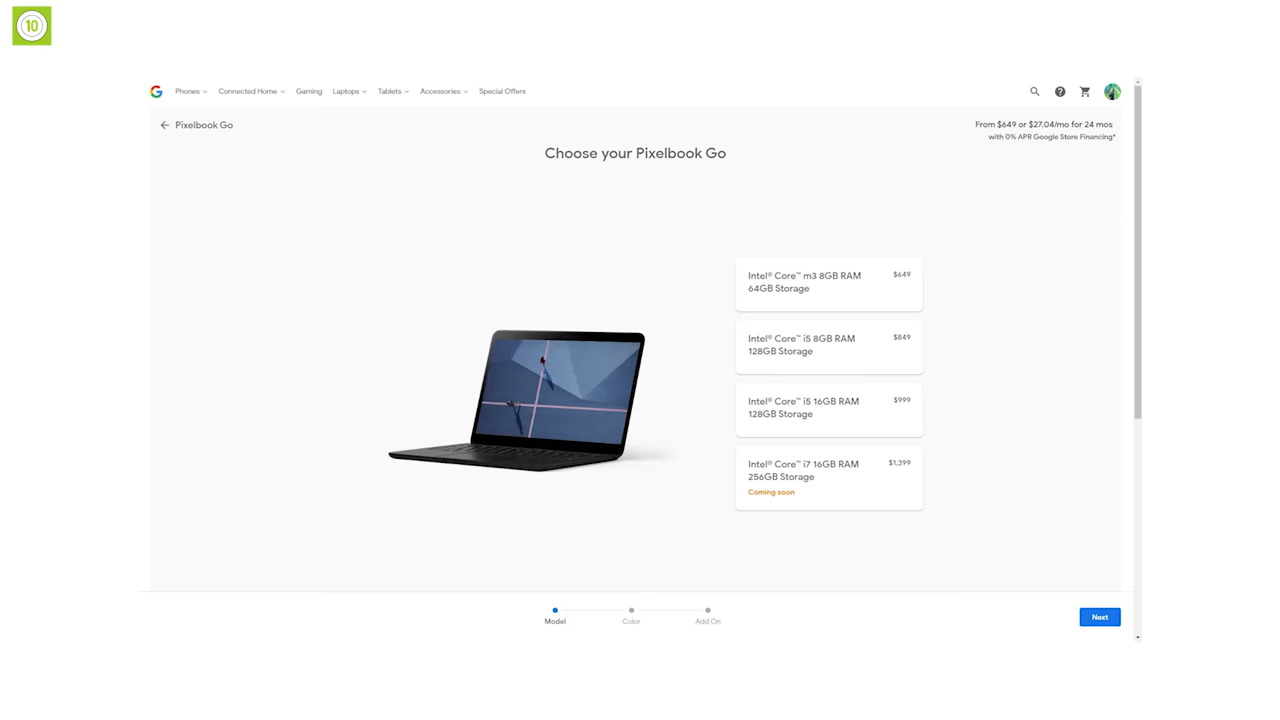 10
Phones
Connected Home
Gaming
Laptops
Tablets
Accessories
Special Offers
Pixelbook Go
From $649 or $27.04/mo for 24 mos
with 0% APR Google Store Financing*
Choose your Pixelbook Go
Intel® Core™ m3 8GB RAM $649
64GB Storage
Intel® Core™ i5 8GB RAM $849
128GB Storage
Intel® Core™ i5 16GB RAM $999
128GB Storage
Intel® Core™ i7 16GB RAM $1,399
256GB Storage
Coming soon
Model
Color
Add On
Next